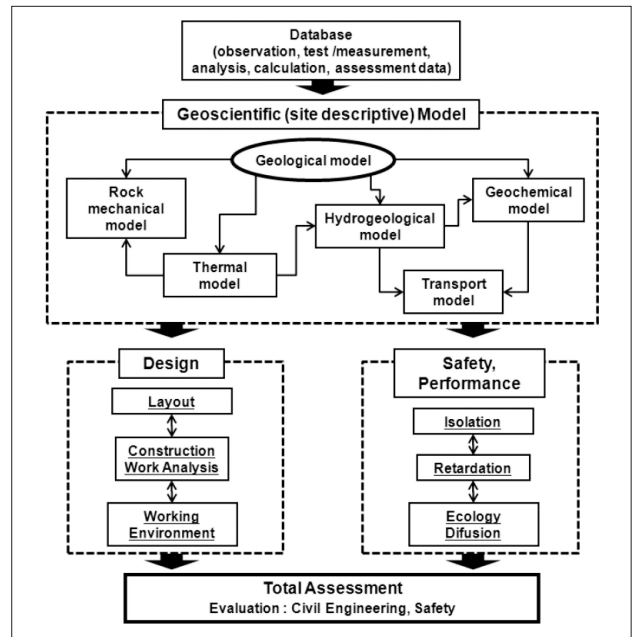 Database
(observation, test /measurement,
analysis, calculation, assessment data)
Geoscientific (site descriptive) Model
Geological model
Rock
mechanical
model
Geochemical
model
Hydrogeological
model
Thermal
model
Transport
model
Design
Layout
Construction
Work Analysis
Working
Environment
Safety,
Performance
Isolation
Retardation
Ecology
Difusion
Total Assessment
Evaluation : Civil Engineering, Safety